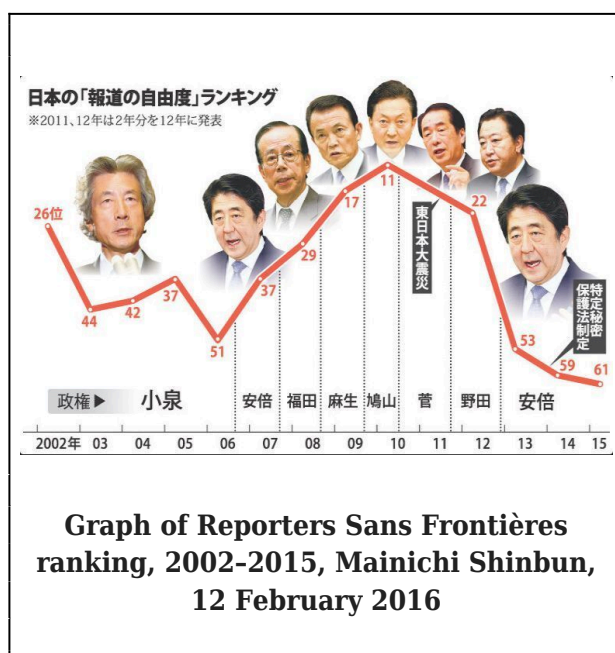 日本の「報道の自由度」ランキング
※2011、12年は2年分を12年に発表
26位
44
42
37
51
37
29
17
11
22
53
59
61
東日本大震災
特定秘密
保護法制定
政権▶ 小泉 安倍 福田 麻生 鳩山 菅 野田 安倍
2002年 03 04 05 06 07 08 09 10 11 12 13 14 15
Graph of Reporters Sans Frontières
ranking, 2002–2015, Mainichi Shinbun,
12 February 2016